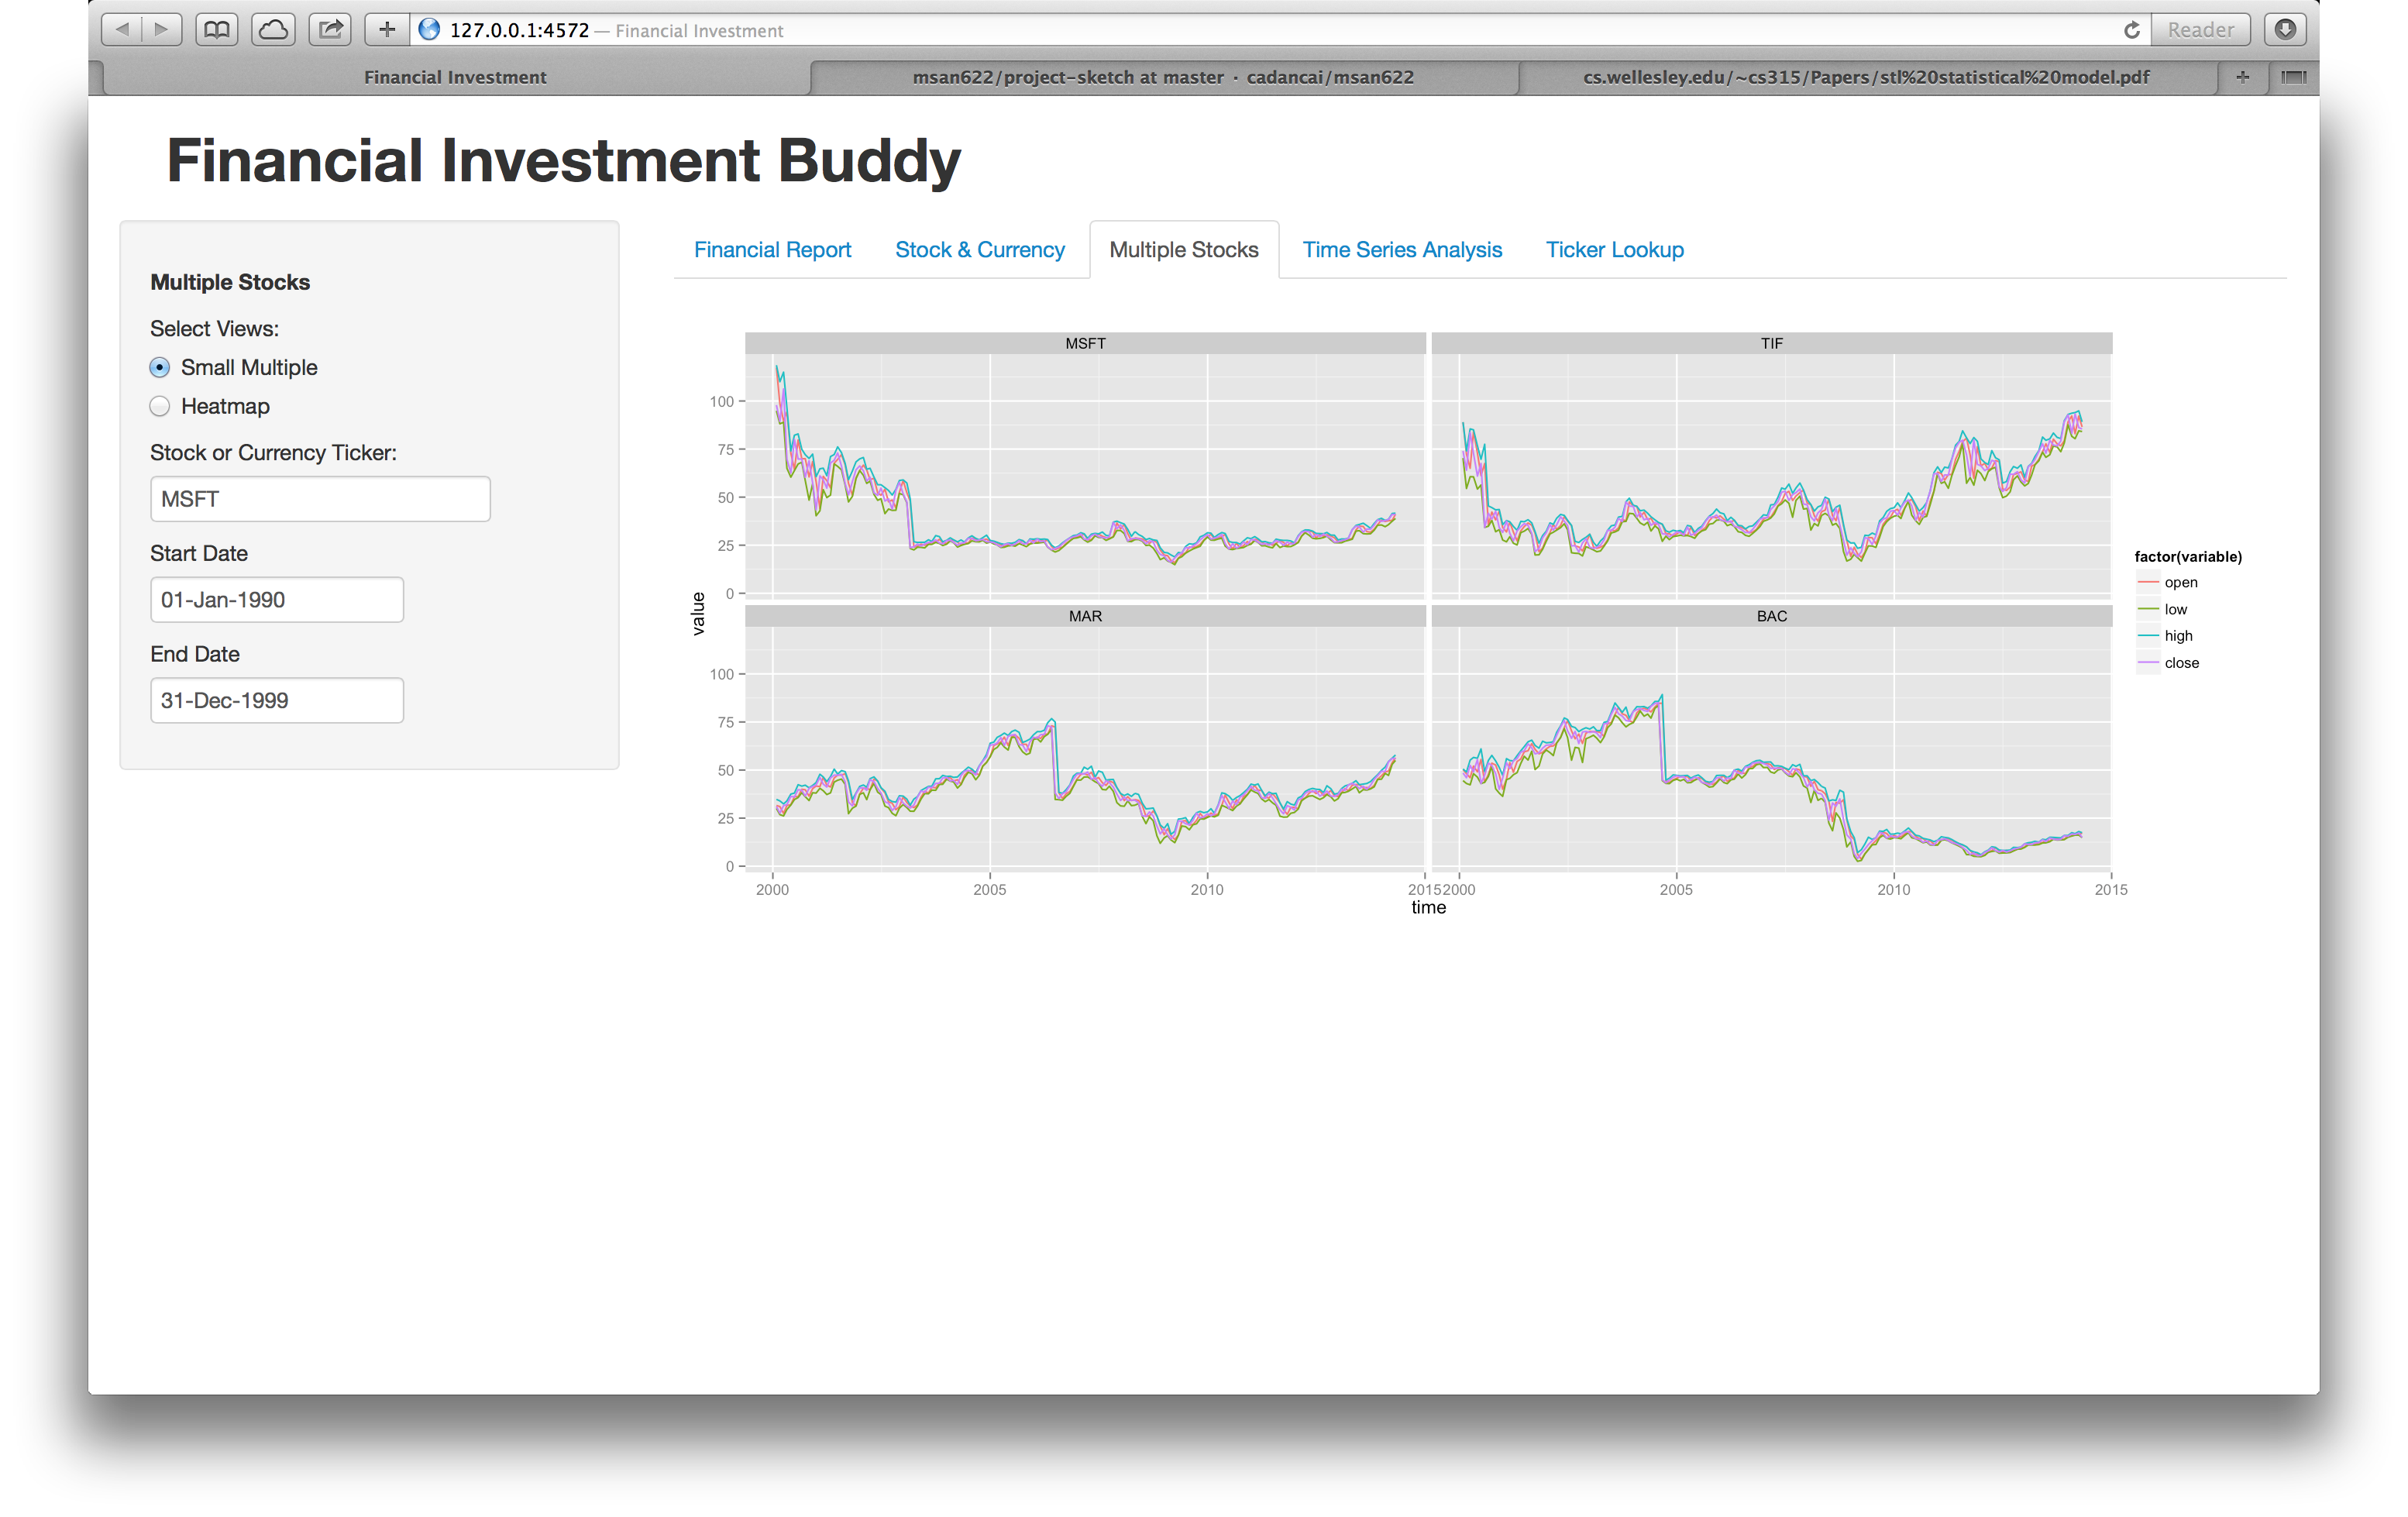 127.0.0.1:4572 — Financial Investment
Reader
Financial Investment
msan622/project-sketch at master · cadancai/msan622
cs.wellesley.edu/~cs315/Papers/stl%20statistical%20model.pdf
Financial Investment Buddy
Multiple Stocks
Select Views:
Small Multiple
Heatmap
Stock or Currency Ticker:
MSFT
Start Date
01-Jan-1990
End Date
31-Dec-1999
Financial Report
Stock & Currency
Multiple Stocks
Time Series Analysis
Ticker Lookup
MSFT
TIF
100
75
50
25
0
value
MAR
BAC
100
75
50
25
0
2000
2005
2010
2015
2000
2005
2010
2015
time
factor(variable)
open
low
high
close